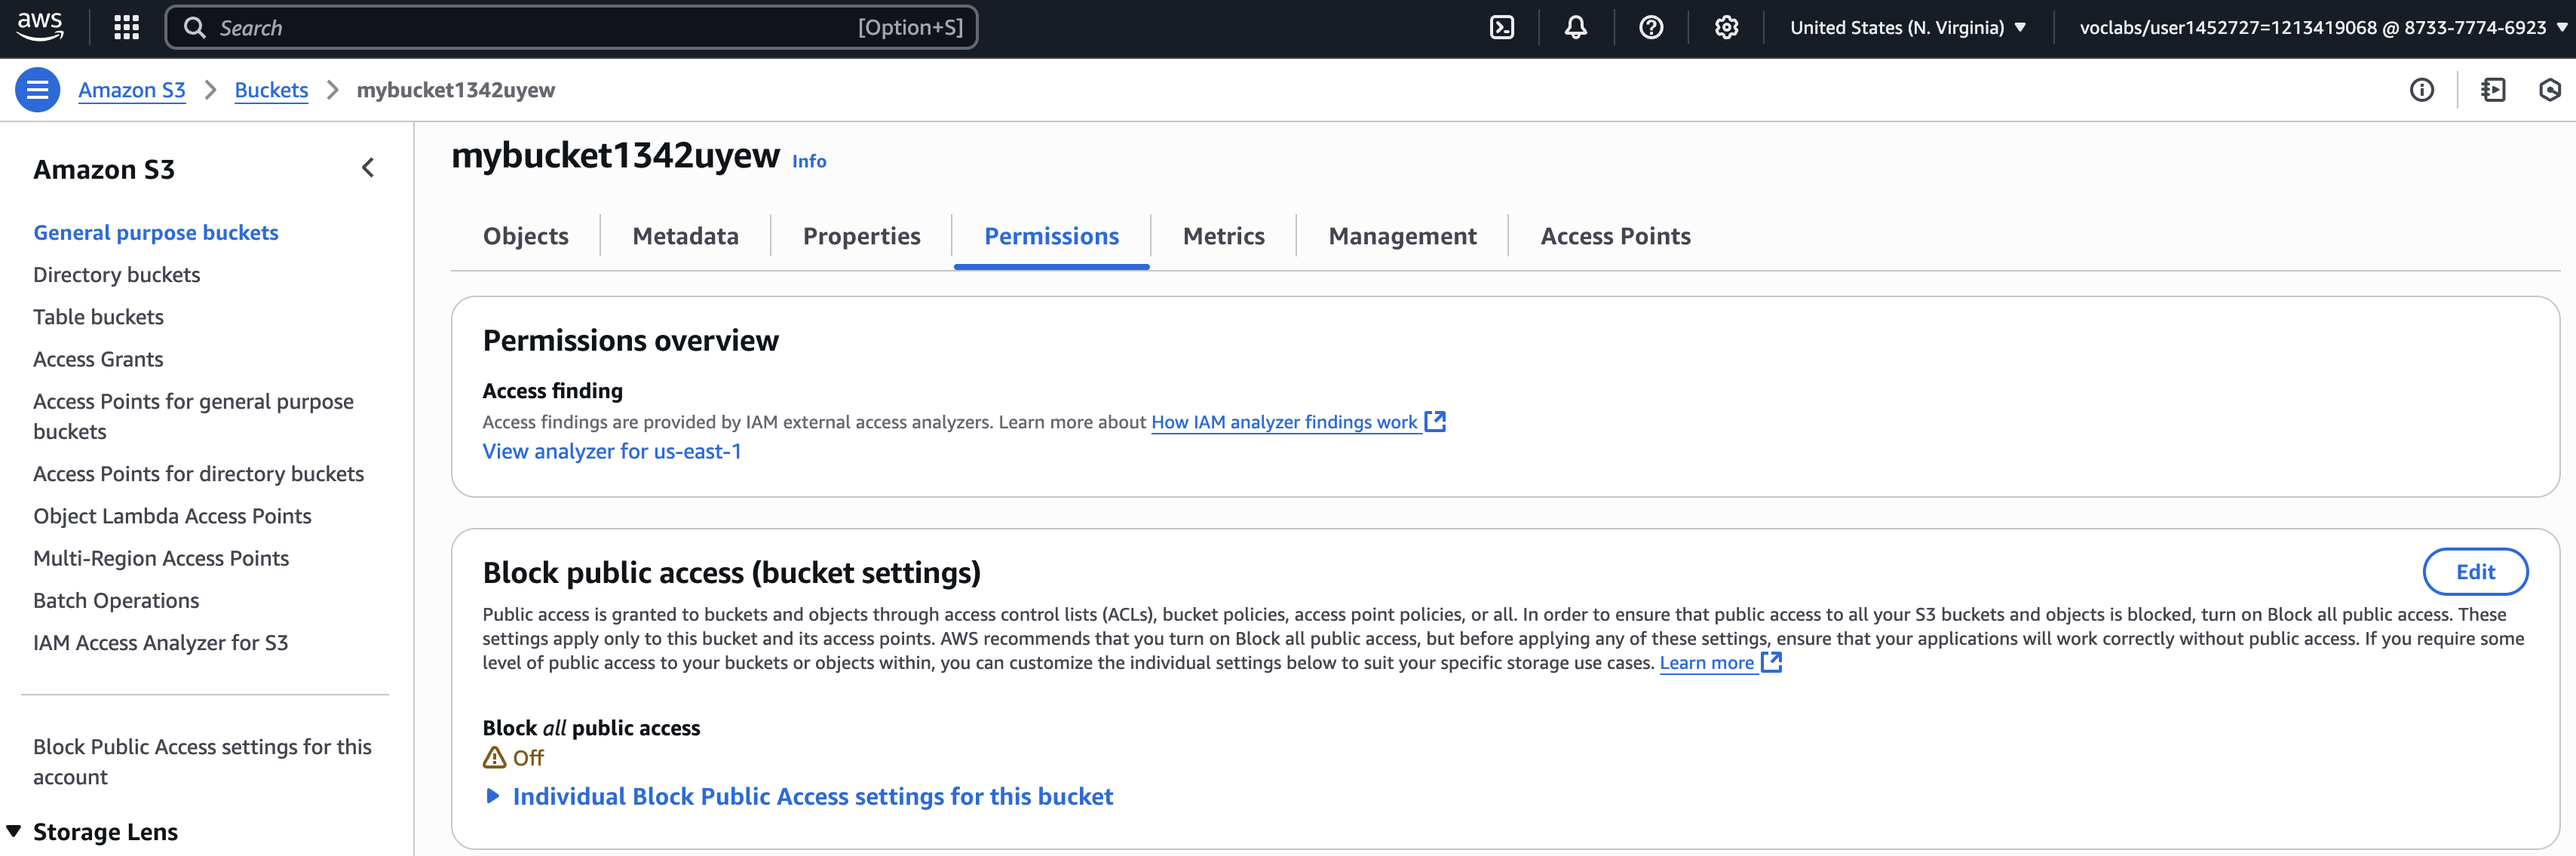 aws
Search
[Option+S]
United States (N. Virginia)
voclabs/user1452727=1213419068 @ 8733-7774-6923
Amazon S3
Buckets
mybucket1342uyew
Amazon S3
General purpose buckets
Directory buckets
Table buckets
Access Grants
Access Points for general purpose
buckets
Access Points for directory buckets
Object Lambda Access Points
Multi-Region Access Points
Batch Operations
IAM Access Analyzer for S3
Block Public Access settings for this
account
Storage Lens
mybucket1342uyew Info
Objects
Metadata
Properties
Permissions
Metrics
Management
Access Points
Permissions overview
Access finding
Access findings are provided by IAM external access analyzers. Learn more about How IAM analyzer findings work
View analyzer for us-east-1
Block public access (bucket settings)
Edit
Public access is granted to buckets and objects through access control lists (ACLs), bucket policies, access point policies, or all. In order to ensure that public access to all your S3 buckets and objects is blocked, turn on Block all public access. These
settings apply only to this bucket and its access points. AWS recommends that you turn on Block all public access, but before applying any of these settings, ensure that your applications will work correctly without public access. If you require some
level of public access to your buckets or objects within, you can customize the individual settings below to suit your specific storage use cases. Learn more
Block all public access
Off
Individual Block Public Access settings for this bucket